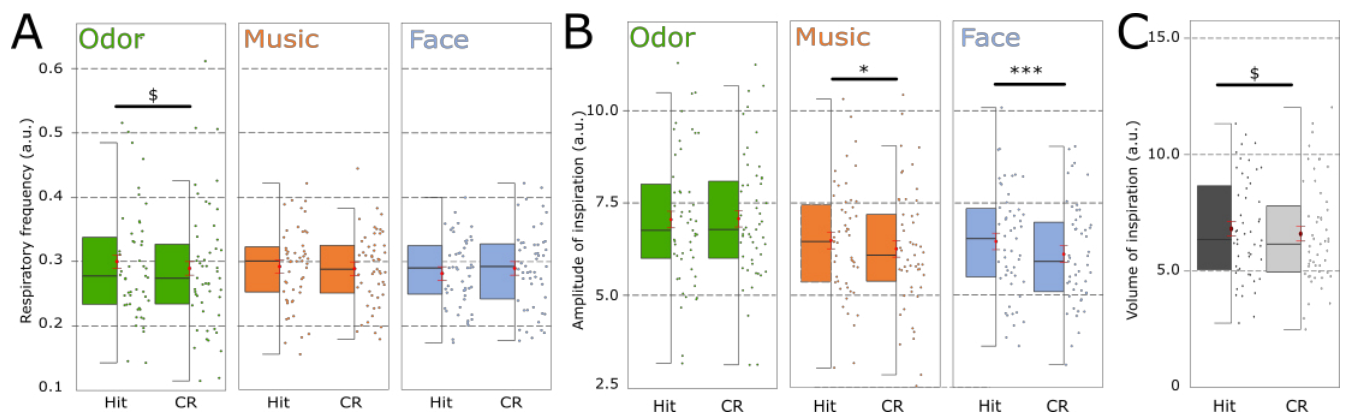 A
Odor
Music
Face
Respiratory frequency (a.u.)
0.6
0.5
0.4
0.3
0.2
0.1
$
Hit
CR
Hit
CR
Hit
CR
B
Odor
Music
Face
Amplitude of inspiration (a.u.)
10.0
7.5
5.0
2.5
*
***
Hit
CR
Hit
CR
Hit
CR
C
Volume of inspiration (a.u.)
15.0
10.0
5.0
0
$
Hit
CR